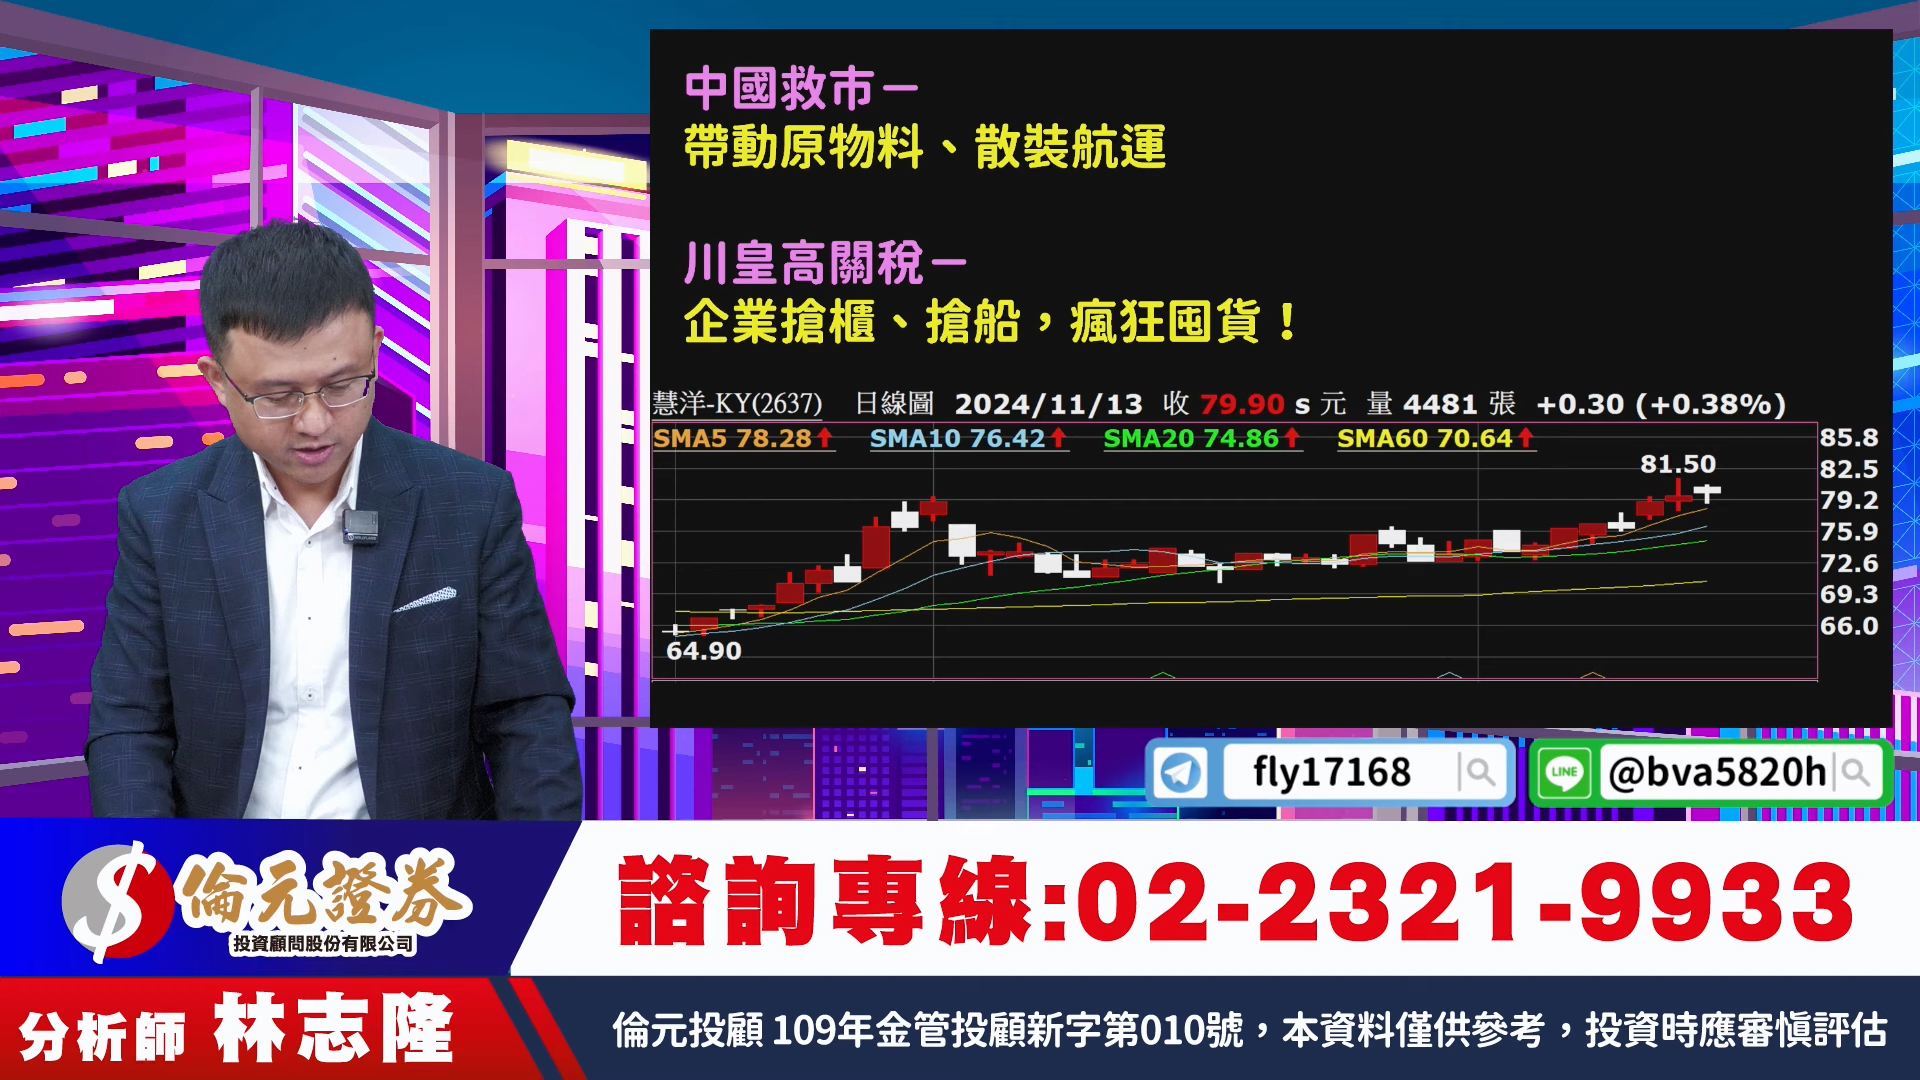 中國救市－
帶動原物料、散裝航運
川皇高關稅－
企業搶櫃、搶船，瘋狂囤貨！
慧洋-KY(2637) 日線圖 2024/11/13 收 79.90 s 元 量 4481 張 +0.30 (+0.38%)
SMA5 78.28 SMA10 76.42 SMA20 74.86 SMA60 70.64
85.8
81.50
82.5
79.2
75.9
72.6
69.3
66.0
64.90
fly17168
LINE
@bva5820h
倫元證券
投資顧問股份有限公司
諮詢專線:02-2321-9933
分析師 林志隆
倫元投顧 109年金管投顧新字第010號，本資料僅供參考，投資時應審慎評估